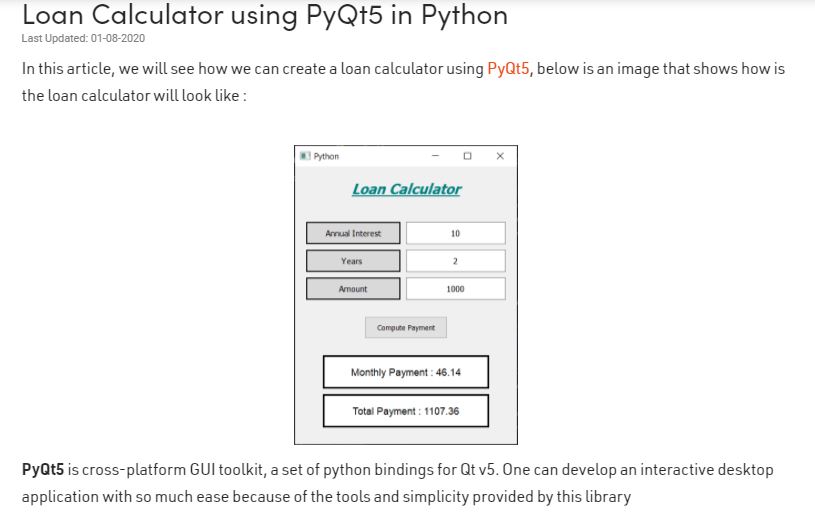 Loan Calculator using PyQt5 in Python
Last Updated: 01-08-2020
In this article, we will see how we can create a loan calculator using PyQt5, below is an image that shows how is
the loan calculator will look like :
Python
Loan Calculator
Annual Interest 10
Years 2
Amount 1000
Compute Payment
Monthly Payment : 46.14
Total Payment : 1107.36
PyQt5 is cross-platform GUI toolkit, a set of python bindings for Qt v5. One can develop an interactive desktop
application with so much ease because of the tools and simplicity provided by this library